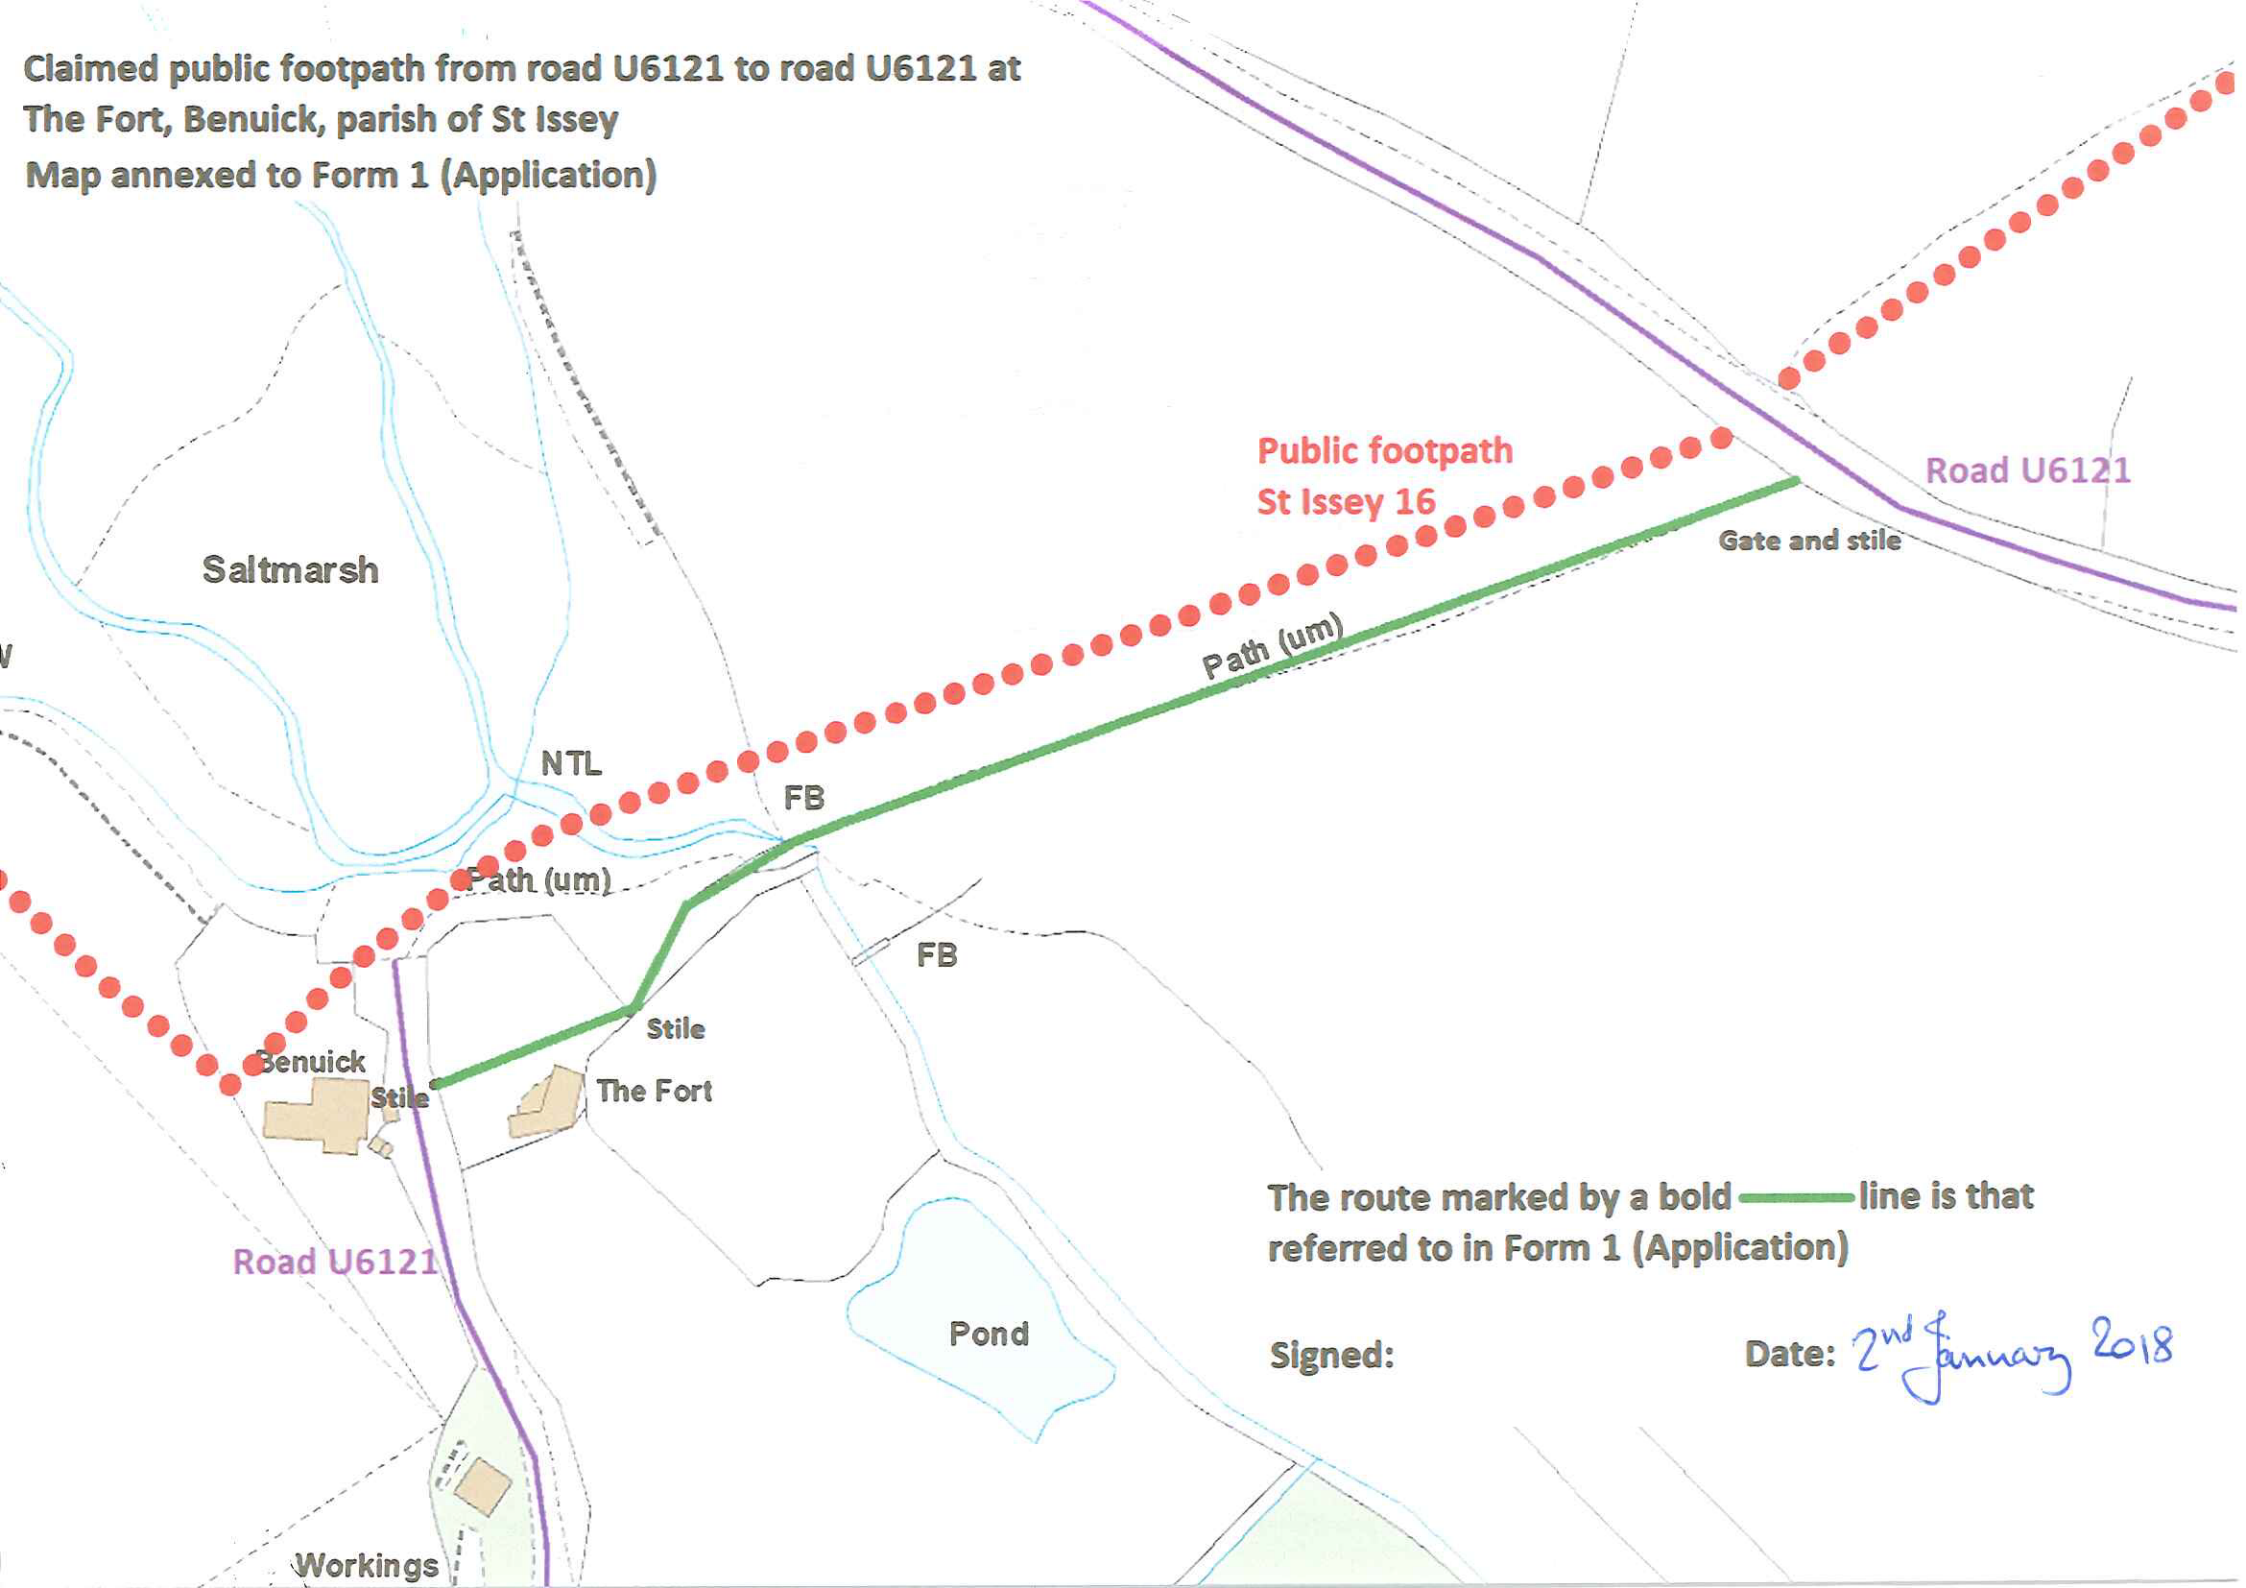 Claimed public footpath from road U6121 to road U6121 at
The Fort, Benuick, parish of St Issey
Map annexed to Form 1 (Application)
Public footpath
St Issey 16
Road U6121
Gate and stile
Path (um)
Saltmarsh
NTL
FB
Path (um)
FB
Stile
Benuick
Stile
The Fort
Road U6121
The route marked by a bold line is that
referred to in Form 1 (Application)
Pond
Signed:
Date: 2nd January 2018
Workings